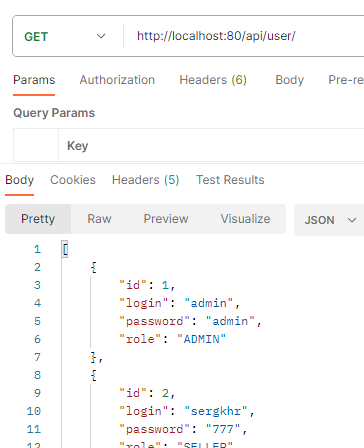 GET http://localhost:80/api/user/
Params Authorization Headers (6) Body Pre-re
Query Params
Key
Body Cookies Headers (5) Test Results
Pretty Raw Preview Visualize JSON
1 [
2 {
3 "id": 1,
4 "login": "admin",
5 "password": "admin",
6 "role": "ADMIN"
7 },
8 {
9 "id": 2,
10 "login": "sergkhr",
11 "password": "777",
12 "role": "SELLER"